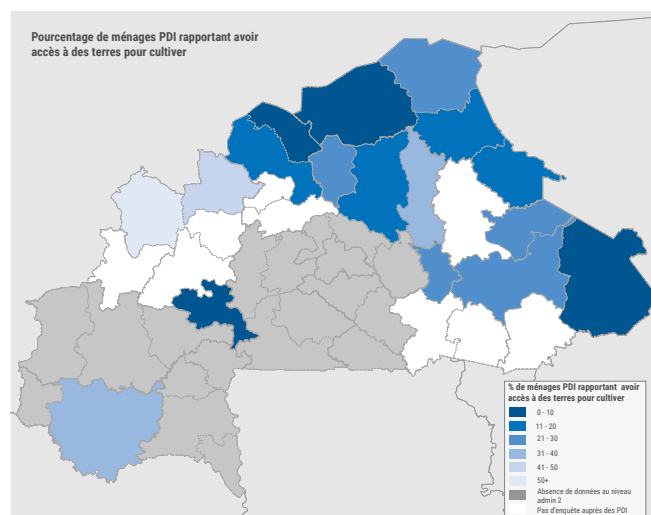 Pourcentage de ménages PDI rapportant avoir
accès à des terres pour cultiver
% de ménages PDI rapportant avoir
accès à des terres pour cultiver
0 - 10
11 - 20
21 - 30
31 - 40
41 - 50
50+
Absence de données au niveau
admin 2
Pas d'enquête auprès des PDI